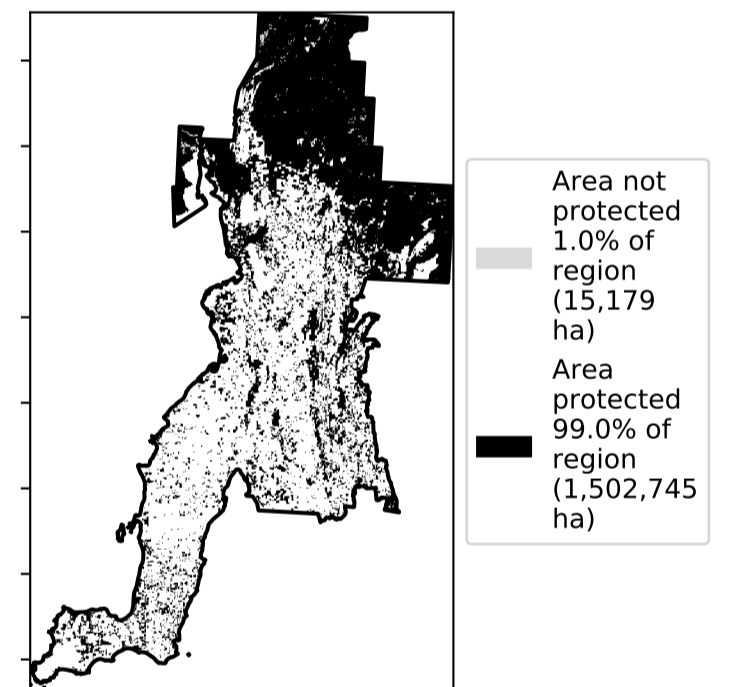 Area not
protected
1.0% of
region
(15,179
ha)
Area
protected
99.0% of
region
(1,502,745
ha)